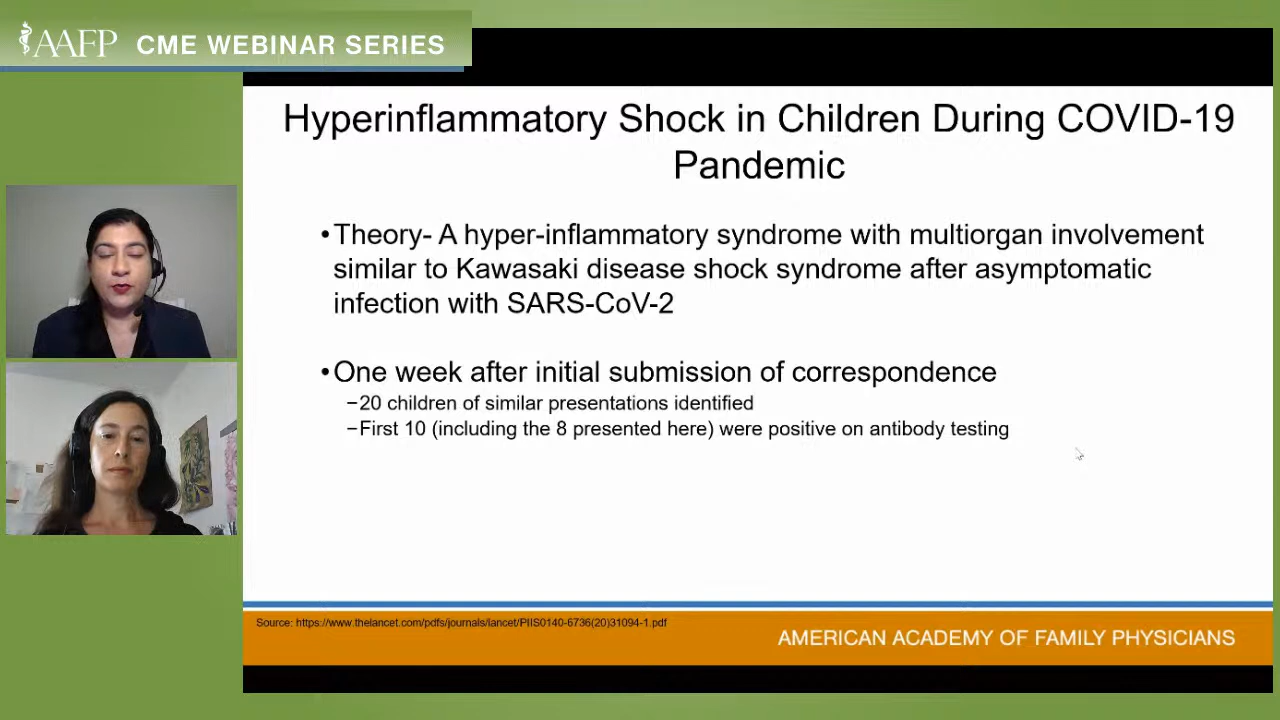 AAFP CME WEBINAR SERIES
Hyperinflammatory Shock in Children During COVID-19
Pandemic
•Theory- A hyper-inflammatory syndrome with multiorgan involvement
similar to Kawasaki disease shock syndrome after asymptomatic
infection with SARS-CoV-2
•One week after initial submission of correspondence
−20 children of similar presentations identified
−First 10 (including the 8 presented here) were positive on antibody testing
Source: https://www.thelancet.com/pdfs/journals/lancet/PIIS0140-6736(20)31094-1.pdf
AMERICAN ACADEMY OF FAMILY PHYSICIANS